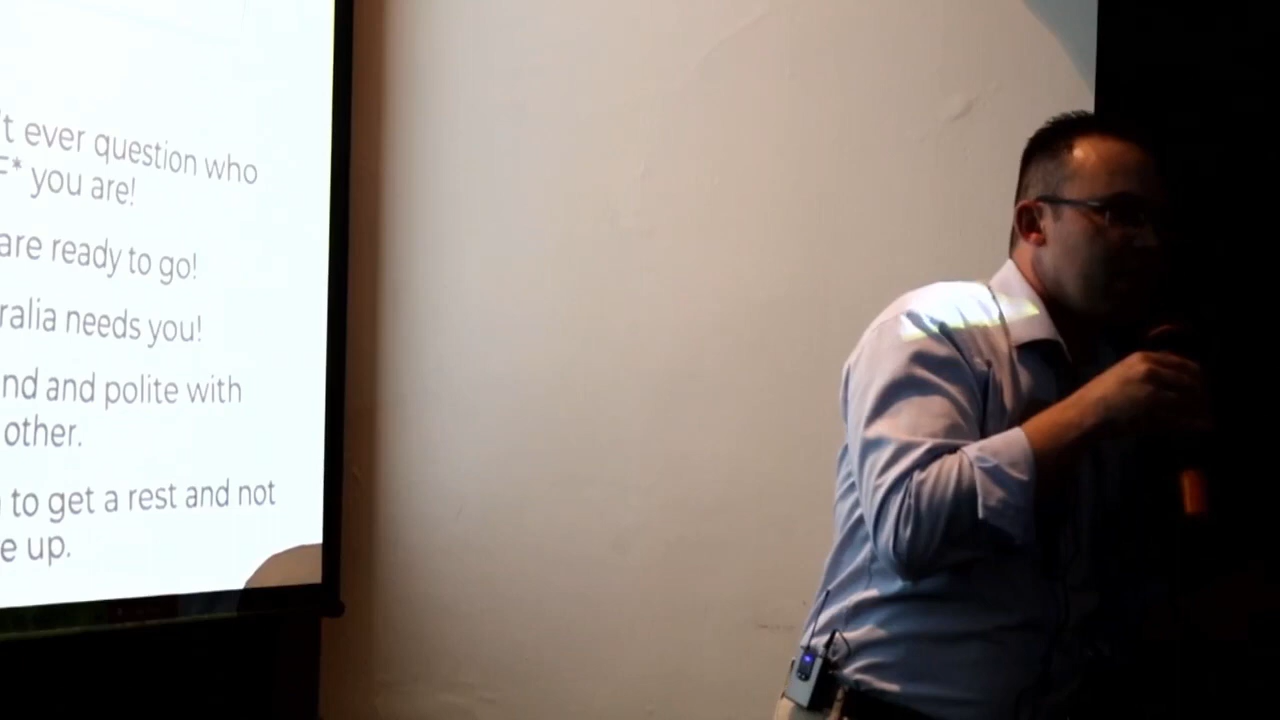 't ever question who
F* you are!
are ready to go!
ralia needs you!
nd and polite with
other.
to get a rest and not
e up.